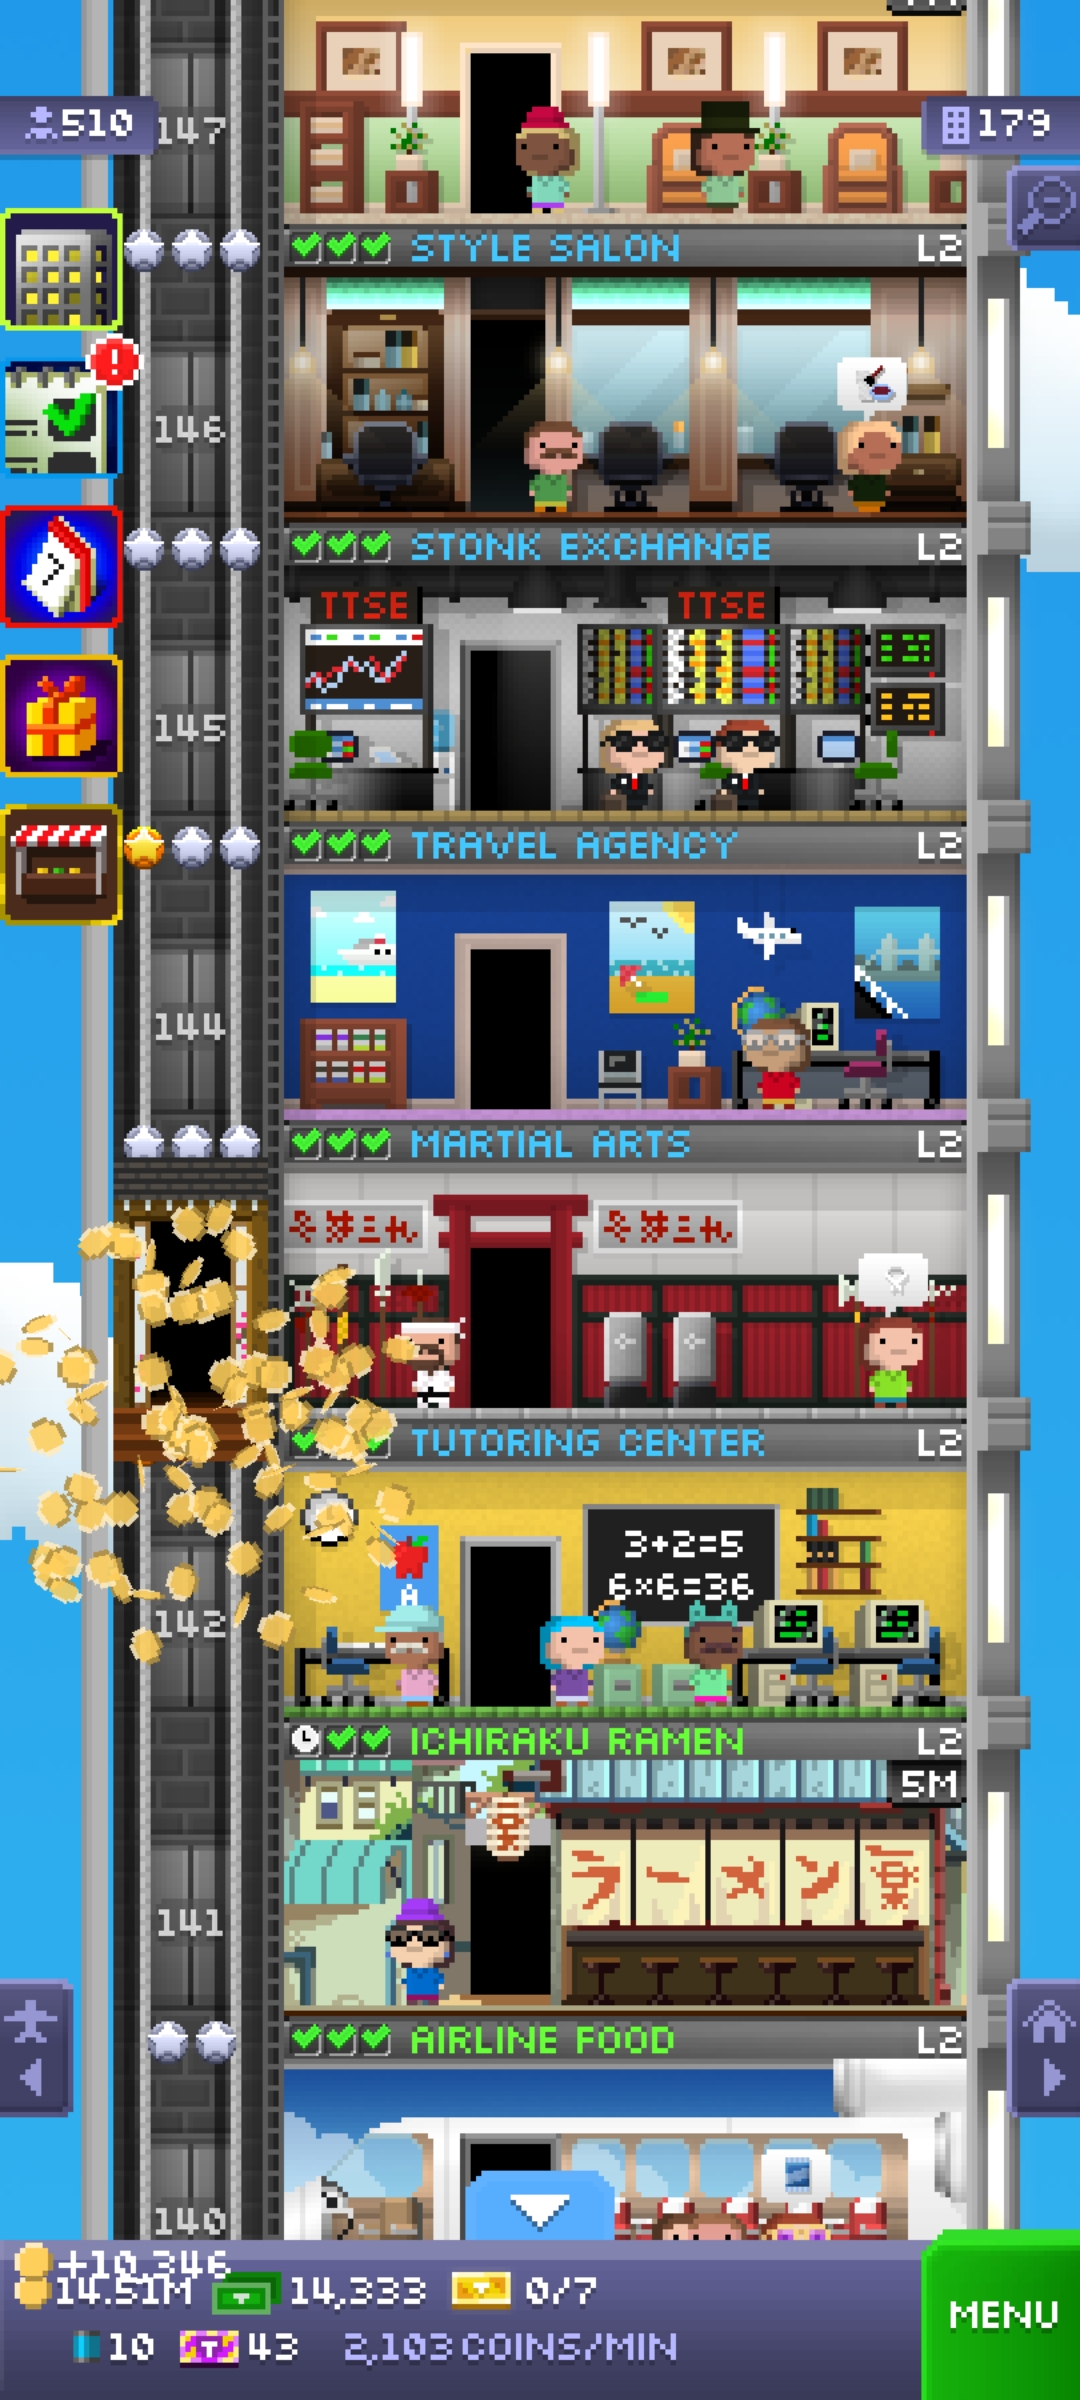 510
147
179
STYLE SALON L2
146
STONK EXCHANGE L2
TTSE TTSE
145
TRAVEL AGENCY L2
144
MARTIAL ARTS L2
TUTORING CENTER L2
3+2=5
6×6=36
A
142
ICHIRAKU RAMEN L2
5M
ラーメン
141
AIRLINE FOOD L2
140
+10,346
14.51M 14,333 0/7
MENU
10 43 2,103 COINS/MIN